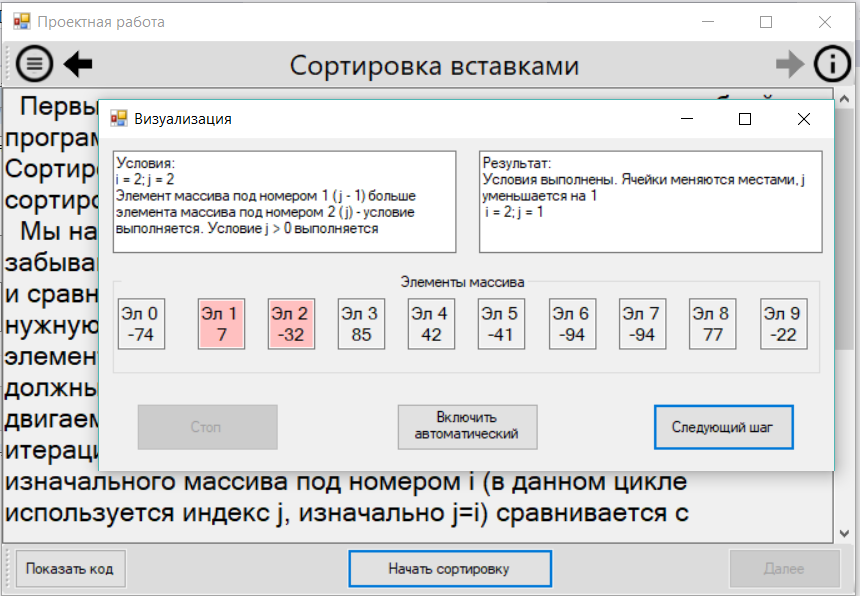 Проектная работа
Сортировка вставками
Первы
програм
Сортиро
сортиро
Мы на
забыва
и сравн
нужную
элемен
должны
двигаем
итераци
изначального массива под номером i (в данном цикле
используется индекс j, изначально j=i) сравнивается с
Визуализация
Условия:
i = 2; j = 2
Элемент массива под номером 1 ( j - 1) больше
элемента массива под номером 2 ( j) - условие
выполняется. Условие j > 0 выполняется
Результат:
Условия выполнены. Ячейки меняются местами, j
уменьшается на 1
i = 2; j = 1
Элементы массива
Эл 0 Эл 1 Эл 2 Эл 3 Эл 4 Эл 5 Эл 6 Эл 7 Эл 8 Эл 9
-74 7 -32 85 42 -41 -94 -94 77 -22
Стоп
Включить
автоматический
Следующий шаг
Показать код
Начать сортировку
Далее